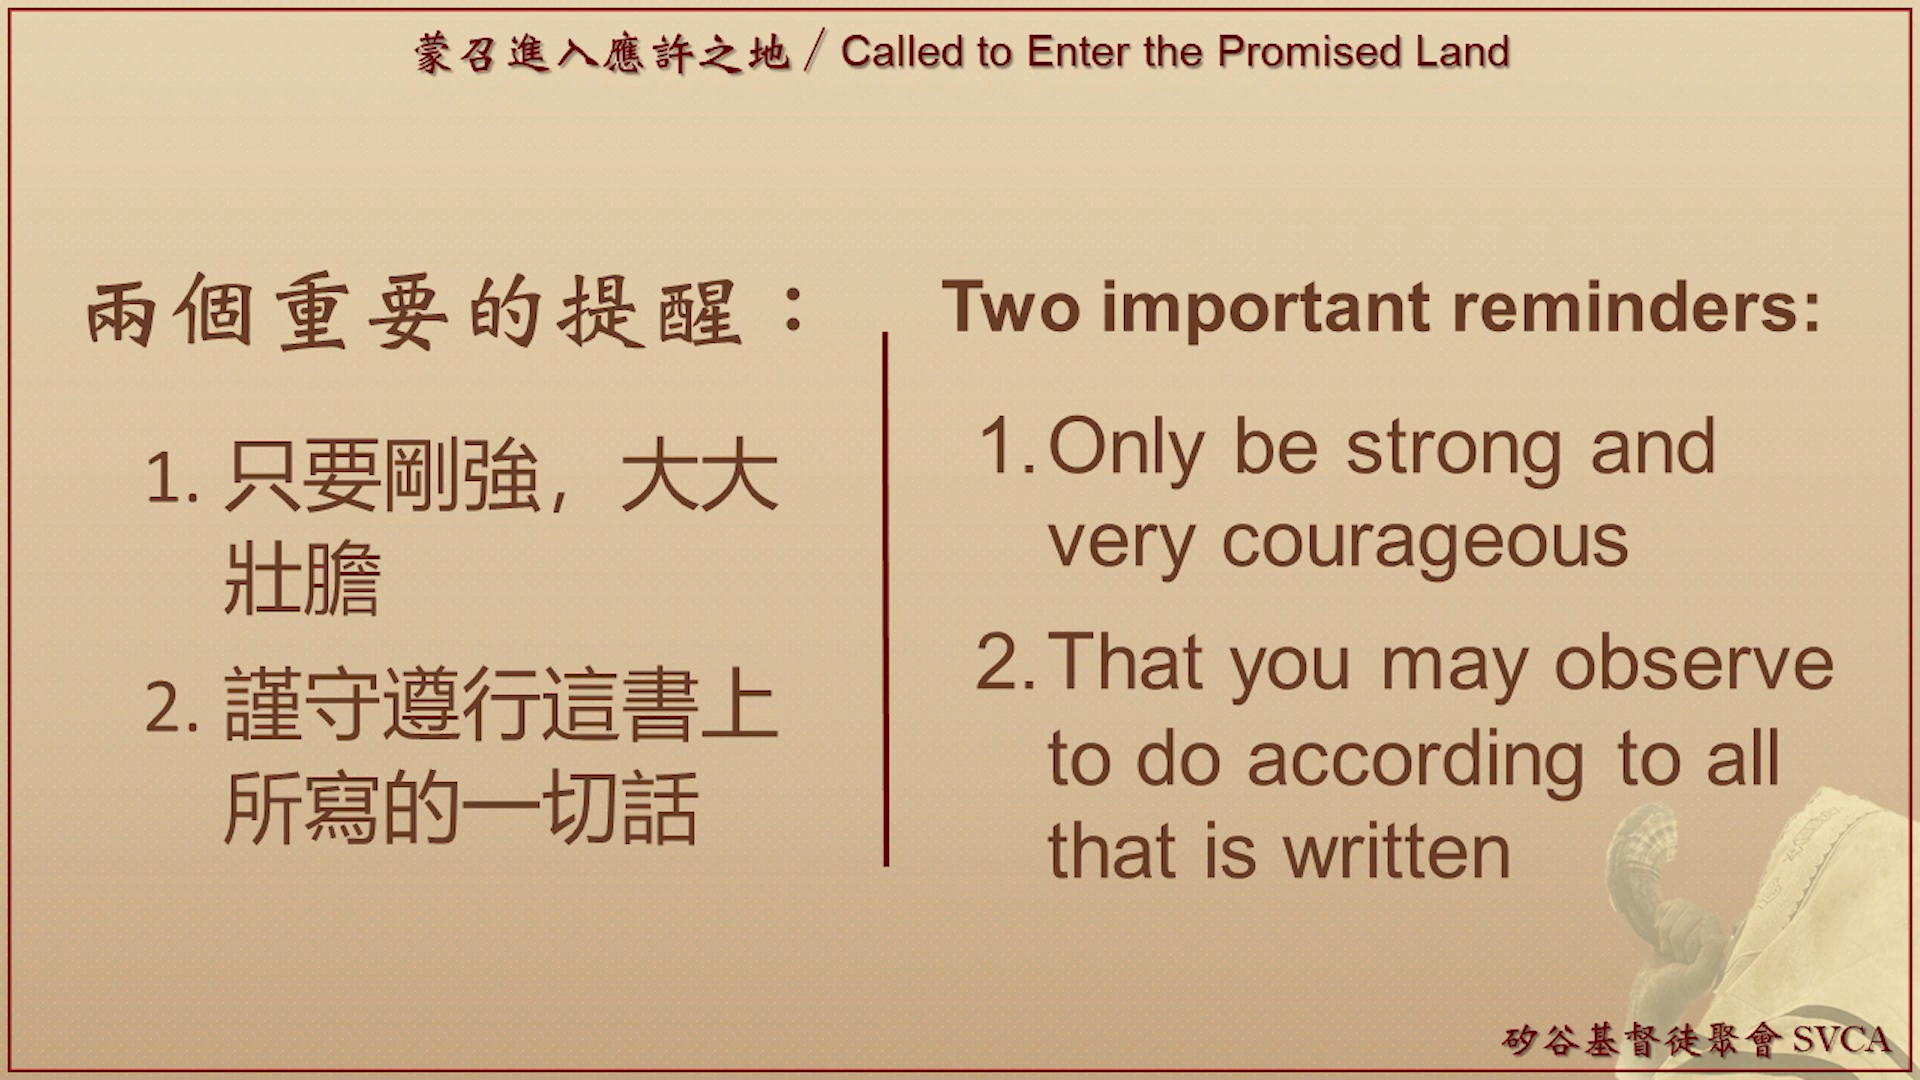 蒙召進入應許之地 / Called to Enter the Promised Land
兩個重要的提醒：
1. 只要剛強，大大
壯膽
2. 謹守遵行這書上
所寫的一切話
Two important reminders:
1. Only be strong and
very courageous
2. That you may observe
to do according to all
that is written
矽谷基督徒聚會 SVCA